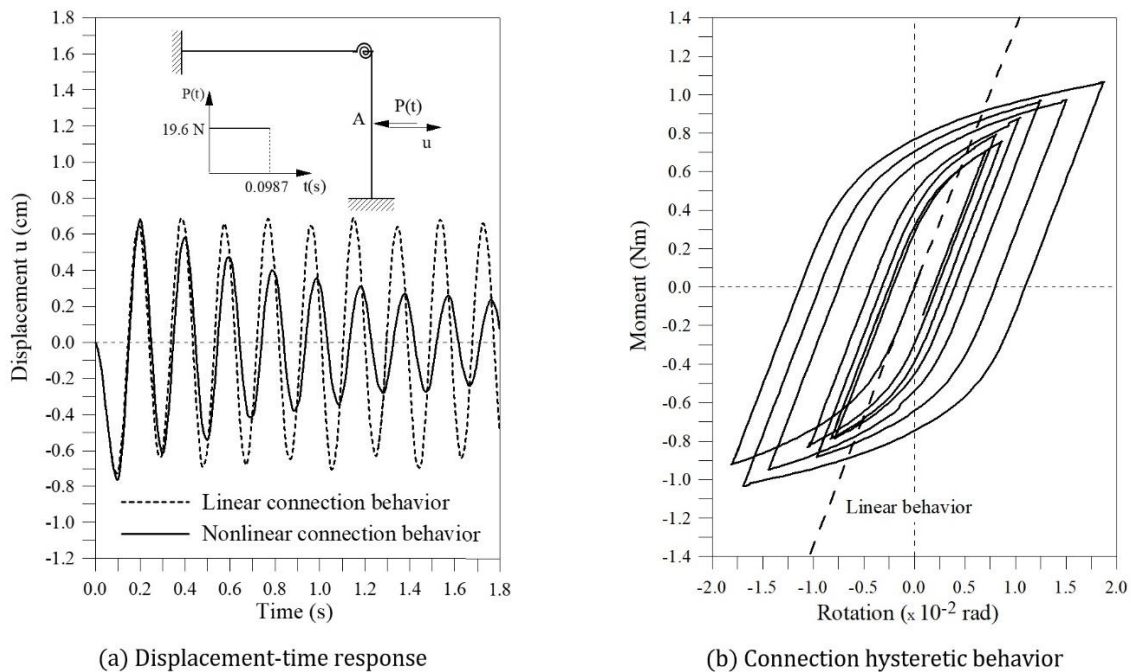 1.8
1.6
1.4
1.2
1.0
0.8
0.6
0.4
0.2
0.0
-0.2
-0.4
-0.6
-0.8
-1.0
-1.2
Displacement u (cm)
P(t)
19.6 N
0.0987
t(s)
A
P(t)
u
Linear connection behavior
Nonlinear connection behavior
0.0 0.2 0.4 0.6 0.8 1.0 1.2 1.4 1.6 1.8
Time (s)
(a) Displacement-time response
1.4
1.2
1.0
0.8
0.6
0.4
0.2
0.0
-0.2
-0.4
-0.6
-0.8
-1.0
-1.2
-1.4
Moment (Nm)
Linear behavior
-2.0 -1.5 -1.0 -0.5 0.0 0.5 1.0 1.5 2.0
Rotation (x 10-2 rad)
(b) Connection hysteretic behavior